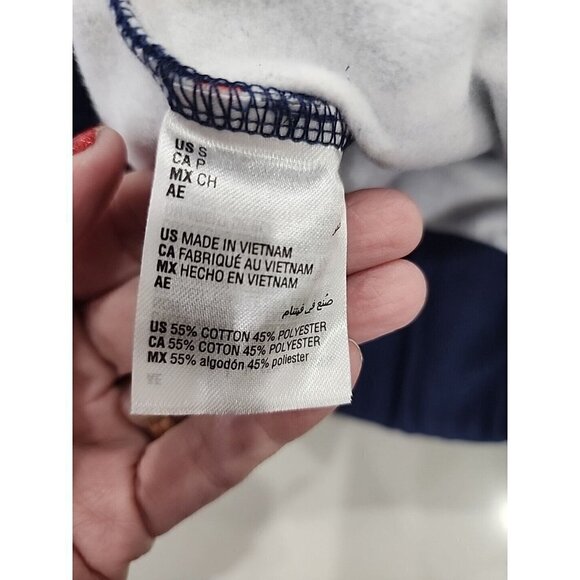 US S
CA P
MX CH
AE
US MADE IN VIETNAM
CA FABRIQUÉ AU VIETNAM
MX HECHO EN VIETNAM
AE
صُنع في فيتنام
US 55% COTTON 45% POLYESTER
CA 55% COTON 45% POLYESTER
MX 55% algodón 45% poliester